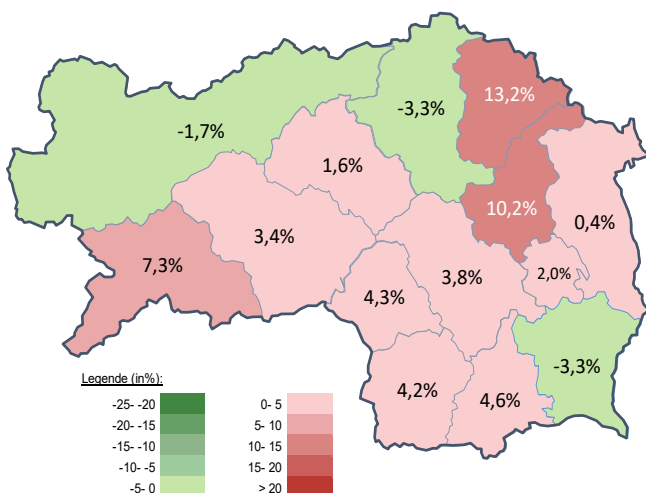 13,2%
-3,3%
-1,7%
1,6%
10,2%
0,4%
3,4%
7,3%
3,8%
2,0%
4,3%
-3,3%
4,2%
4,6%
Legende (in%):
-25- -20 0- 5
-20- -15 5- 10
-15- -10 10- 15
-10- -5 15- 20
-5- 0 > 20